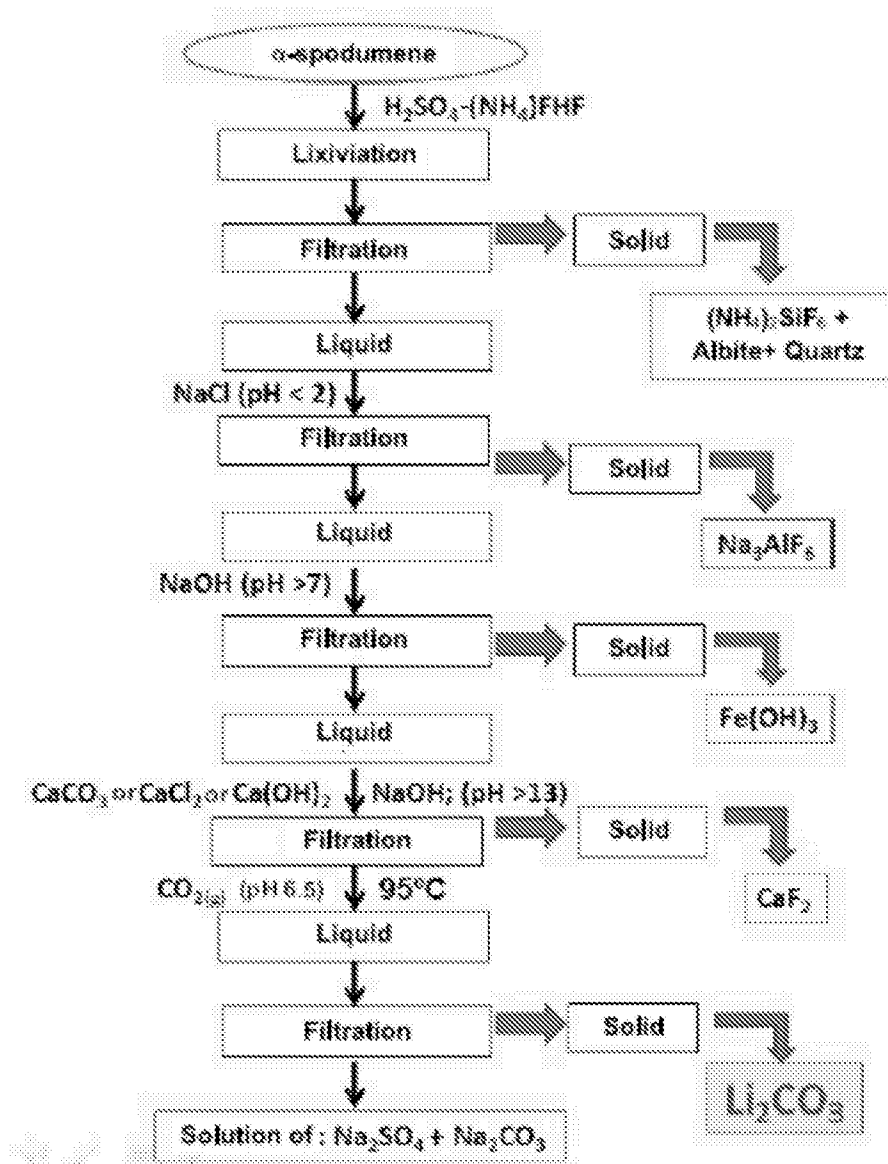 α-spodumene
H₂SO₄-(NH₄)FHF
Lixiviation
Filtration
Solid
(NH₄)₂SiF₆ +
Albite+ Quartz
Liquid
NaCl (pH < 2)
Filtration
Solid
Na₃AlF₆
Liquid
NaOH (pH >7)
Filtration
Solid
Fe(OH)₃
Liquid
CaCO₃ or CaCl₂ or Ca(OH)₂ NaOH; (pH >13)
Filtration
Solid
CaF₂
CO₂(g) (pH 6.5) 95°C
Liquid
Filtration
Solid
Li₂CO₃
Solution of : Na₂SO₄ + Na₂CO₃